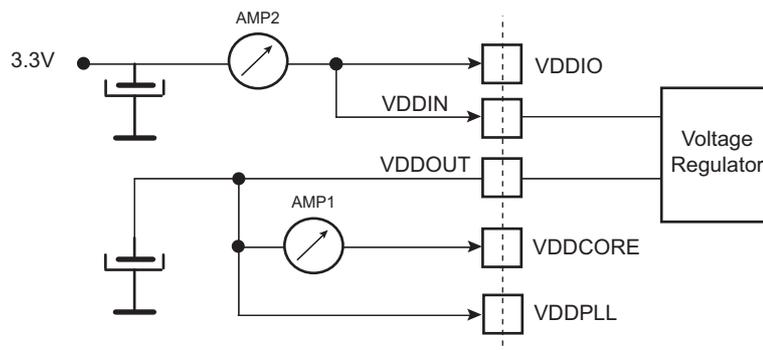 AMP2
3.3V
VDDIO
VDDIN
Voltage
Regulator
VDDOUT
AMP1
VDDCORE
VDDPLL